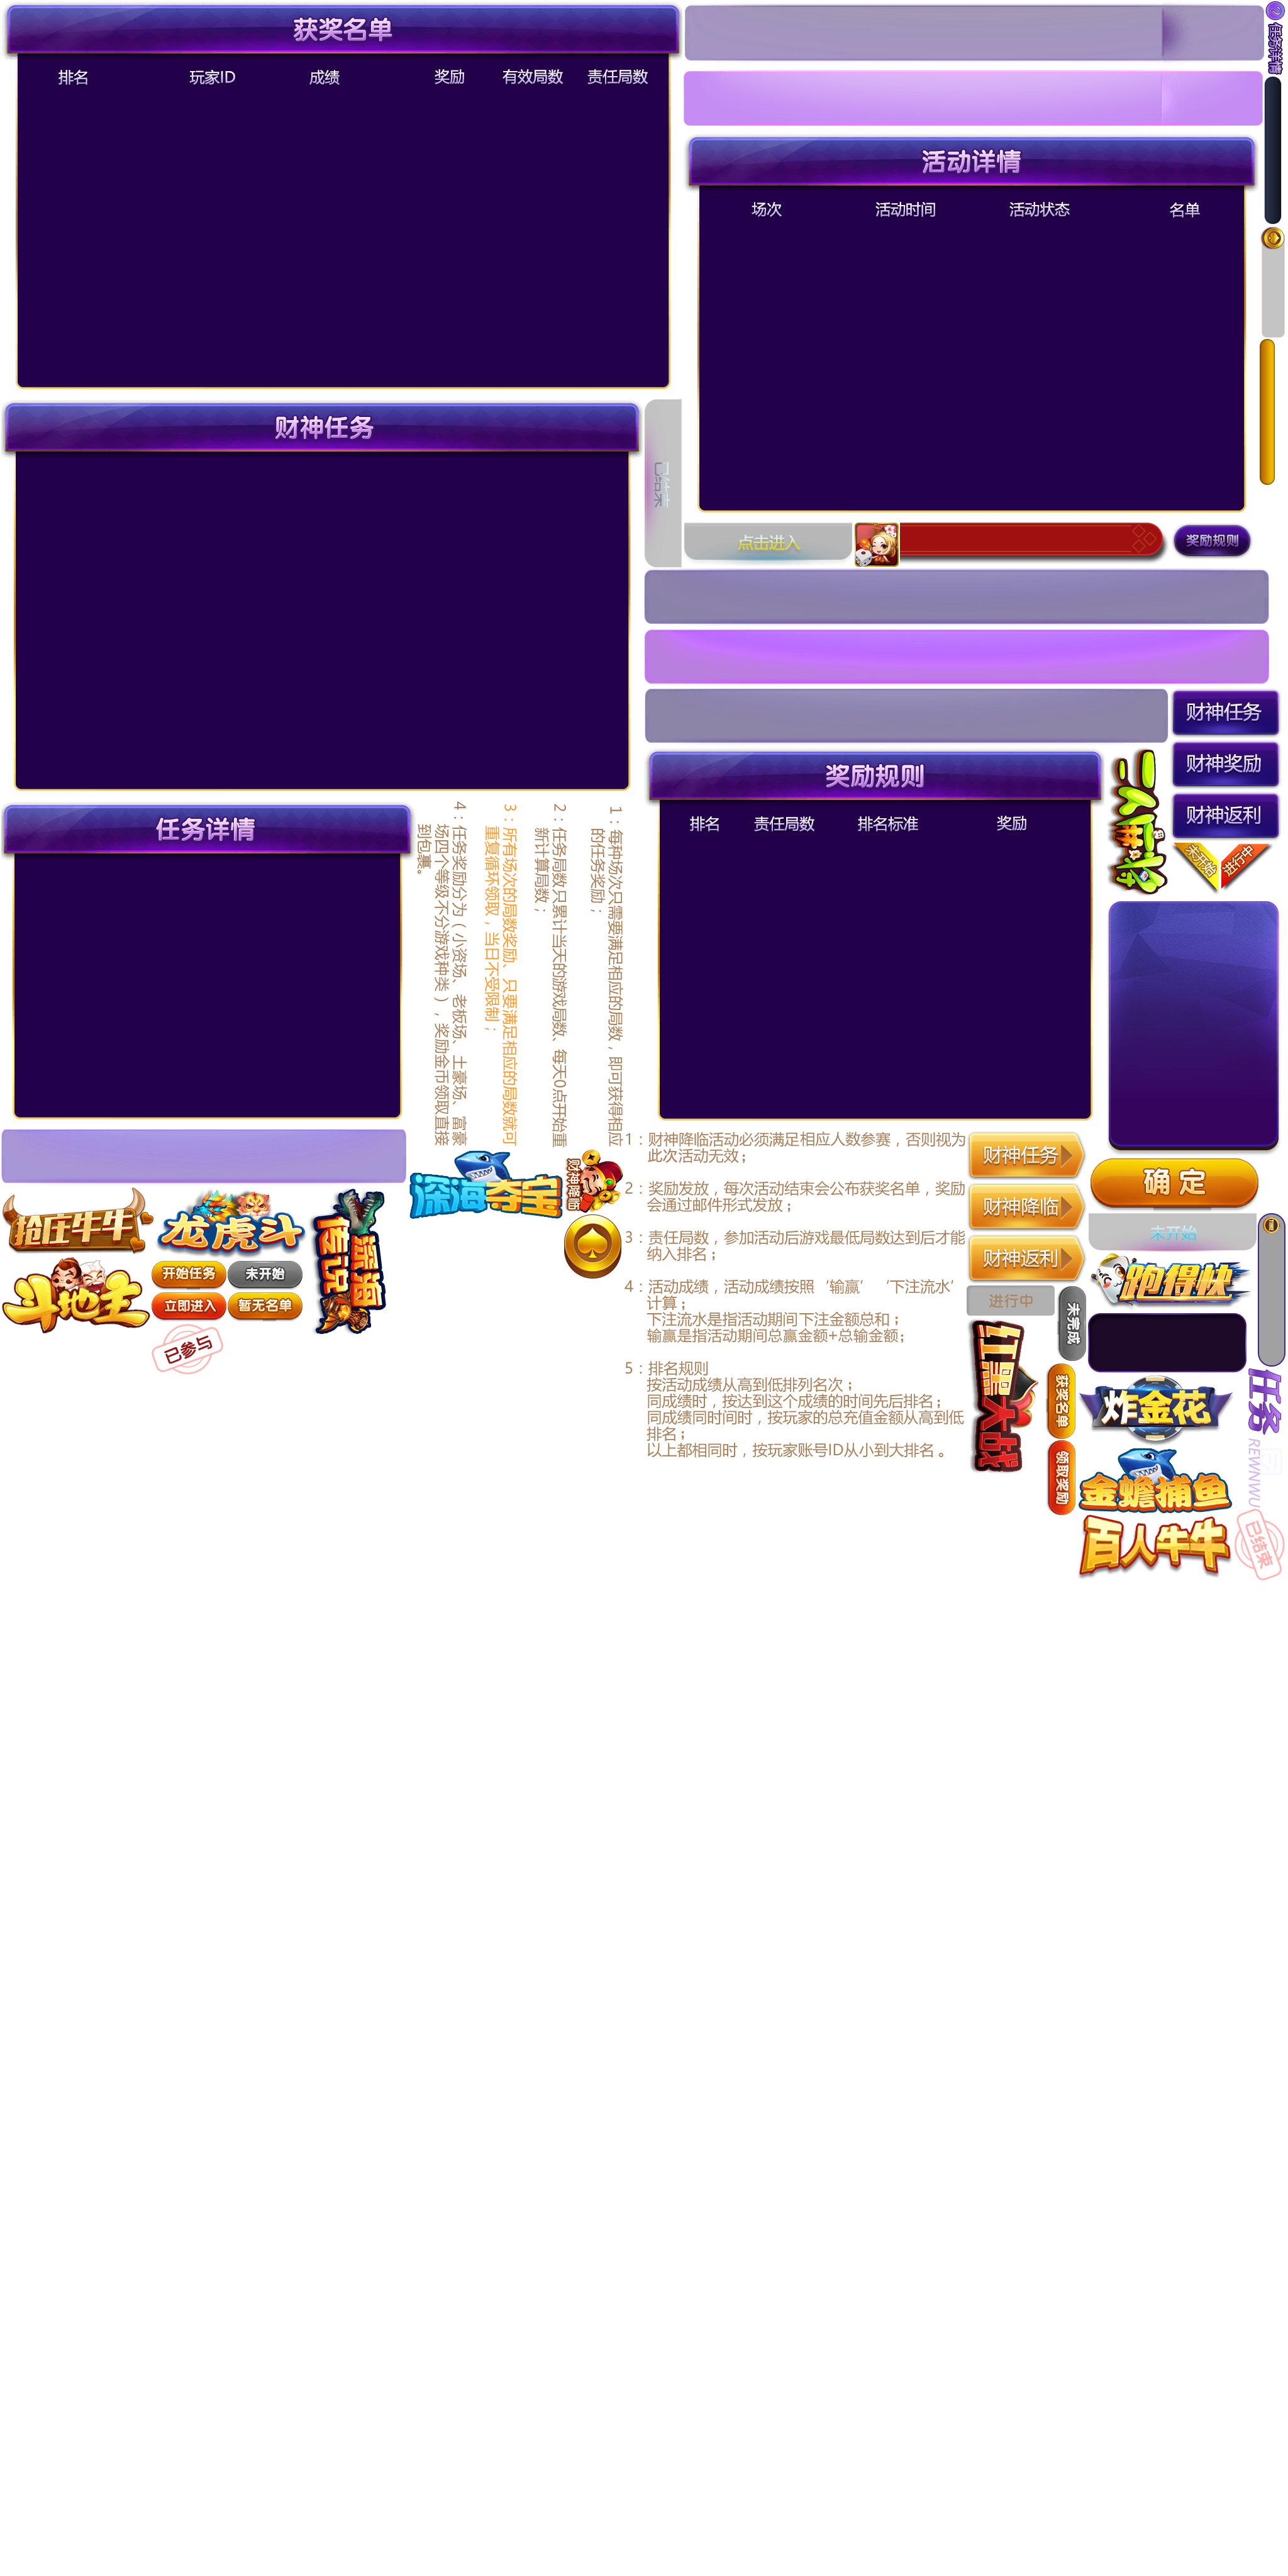 获奖名单
排名 玩家ID 成绩 奖励 有效局数 责任局数
任务详情
活动详情
场次 活动时间 活动状态 名单
财神任务
已结束
点击进入
奖励规则
财神任务
财神奖励
财神返利
未开始
进行中
二人麻将
奖励规则
排名 责任局数 排名标准 奖励
任务详情
1：每种场次只需要满足相应的局数，即可获得相应
的任务奖励；
2：任务局数只累计当天的游戏局数、每天0点开始重
新计算局数；
3：所有场次的局数奖励、只要满足相应的局数就可
重复循环领取，当日不受限制；
4：任务奖励分为（小资场、老板场、土豪场、富豪
场四个等级不分游戏种类），奖励金币领取直接
到包裹。
1：财神降临活动必须满足相应人数参赛，否则视为
此次活动无效；
2：奖励发放，每次活动结束会公布获奖名单，奖励
会通过邮件形式发放；
3：责任局数，参加活动后游戏最低局数达到后才能
纳入排名；
4：活动成绩，活动成绩按照‘输赢’‘下注流水’
计算；
下注流水是指活动期间下注金额总和；
输赢是指活动期间总赢金额+总输金额；
5：排名规则
按活动成绩从高到低排列名次；
同成绩时，按达到这个成绩的时间先后排名；
同成绩同时间时，按玩家的总充值金额从高到低
排名；
以上都相同时，按玩家账号ID从小到大排名。
财神任务
财神降临
财神返利
进行中
未完成
获奖名单
领取奖励
确定
未开始
跑得快
炸金花
金蟾捕鱼
百人牛牛
红黑大战
任务
REWNWU
已结束
深海夺宝
抢庄牛牛
龙虎斗
斗地主
开始任务
未开始
立即进入
暂无名单
已参与